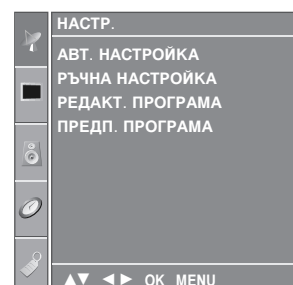 НАСТР.
АВТ. НАСТРОЙКА
РЪЧНА НАСТРОЙКА
РЕДАКТ. ПРОГРАМА
ПРЕДП. ПРОГРАМА
▲▼ ◄► OK MENU